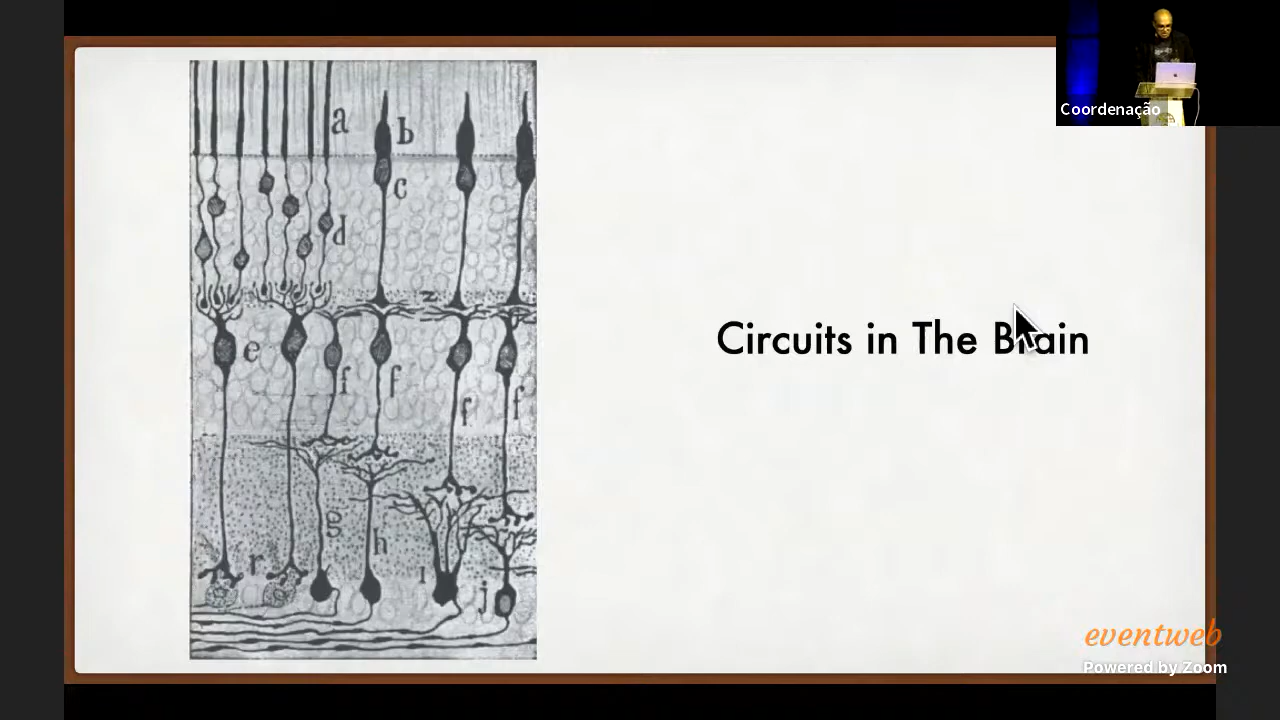 Coordenação
a
b
c
d
z
e
f
f
f
f
g
h
r
i
j
Circuits in The Brain
eventweb
Powered by Zoom